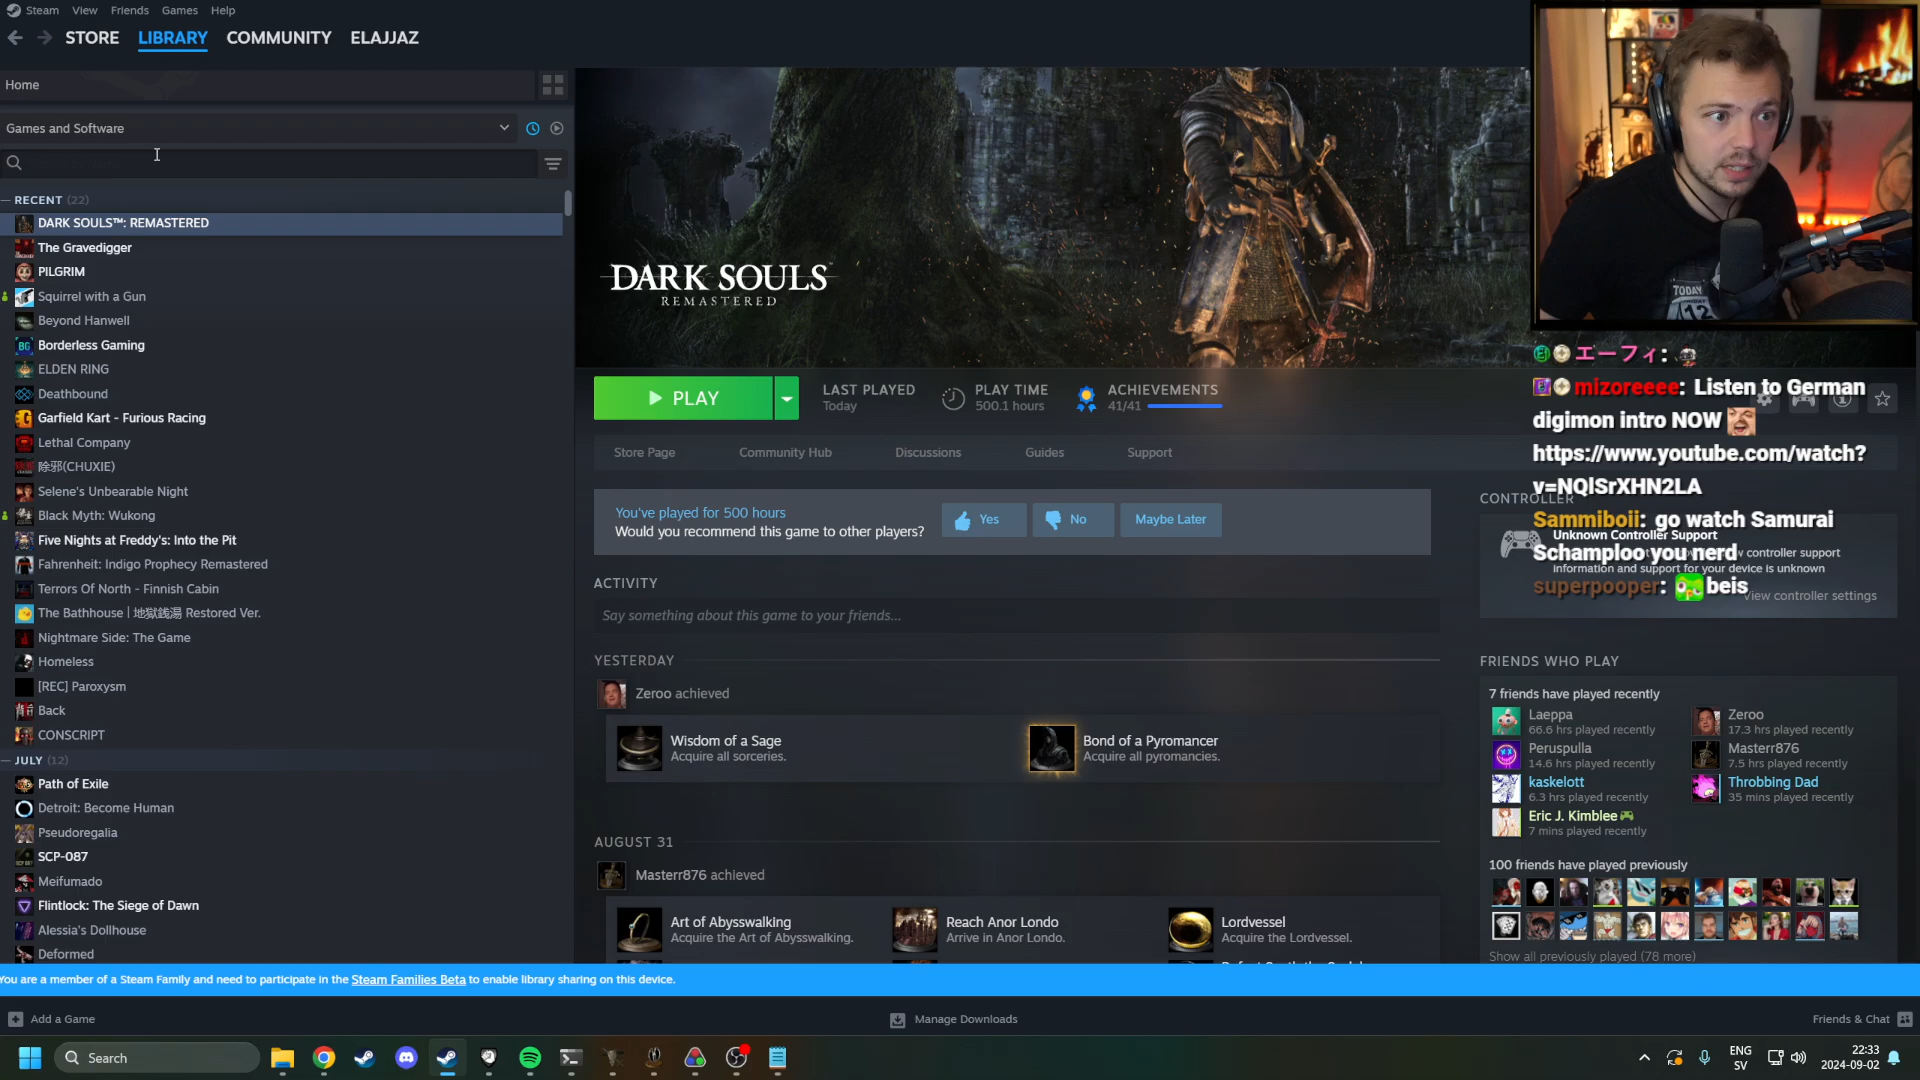 Steam View Friends Games Help
STORE LIBRARY COMMUNITY ELAJJAZ
Home
Games and Software
RECENT (22)
DARK SOULS™: REMASTERED
The Gravedigger
PILGRIM
Squirrel with a Gun
Beyond Hanwell
BG Borderless Gaming
ELDEN RING
Deathbound
Garfield Kart - Furious Racing
Lethal Company
除邪(CHUXIE)
Selene's Unbearable Night
Black Myth: Wukong
Five Nights at Freddy's: Into the Pit
Fahrenheit: Indigo Prophecy Remastered
Terrors Of North - Finnish Cabin
The Bathhouse | 地獄銭湯 Restored Ver.
Nightmare Side: The Game
Homeless
[REC] Paroxysm
Back
CONSCRIPT
JULY (12)
Path of Exile
Detroit: Become Human
Pseudoregalia
SCP-087
Meifumado
Flintlock: The Siege of Dawn
Alessia's Dollhouse
Deformed
DARK SOULS
REMASTERED
PLAY
LAST PLAYED
Today
PLAY TIME
500.1 hours
ACHIEVEMENTS
41/41
Store Page Community Hub Discussions Guides Support
You've played for 500 hours
Would you recommend this game to other players?
Yes No Maybe Later
ACTIVITY
Say something about this game to your friends...
YESTERDAY
Zeroo achieved
Wisdom of a Sage
Acquire all sorceries.
Bond of a Pyromancer
Acquire all pyromancies.
AUGUST 31
Masterr876 achieved
Art of Abysswalking
Acquire the Art of Abysswalking.
Reach Anor Londo
Arrive in Anor Londo.
Lordvessel
Acquire the Lordvessel.
TODAY
12
エーフィ:
mizoreeee: Listen to German
digimon intro NOW
https://www.youtube.com/watch?
v=NQlSrXHN2LA
Sammiboii: go watch Samurai
Schamploo you nerd
superpooper: beis
CONTROLLER
Unknown Controller Support
controller support
information and support for your device is unknown
View controller settings
FRIENDS WHO PLAY
7 friends have played recently
Laeppa
66.6 hrs played recently
Zeroo
17.3 hrs played recently
Peruspulla
14.6 hrs played recently
Masterr876
7.5 hrs played recently
kaskelott
6.3 hrs played recently
Throbbing Dad
35 mins played recently
Eric J. Kimblee
7 mins played recently
100 friends have played previously
Show all previously played (78 more)
You are a member of a Steam Family and need to participate in the Steam Families Beta to enable library sharing on this device.
Add a Game
Manage Downloads
Friends & Chat
Search
ENG
SV
22:33
2024-09-02